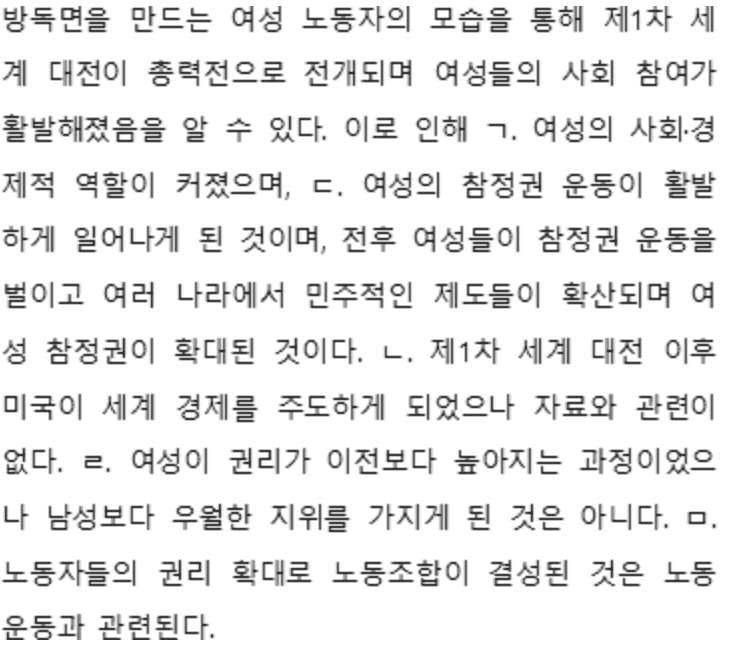 방독면을 만드는 여성 노동자의 모습을 통해 제1차 세
계 대전이 총력전으로 전개되며 여성들의 사회 참여가
활발해졌음을 알 수 있다. 이로 인해 ㄱ. 여성의 사회·경
제적 역할이 커졌으며, ㄷ. 여성의 참정권 운동이 활발
하게 일어나게 된 것이며, 전후 여성들이 참정권 운동을
벌이고 여러 나라에서 민주적인 제도들이 확산되며 여
성 참정권이 확대된 것이다. ㄴ. 제1차 세계 대전 이후
미국이 세계 경제를 주도하게 되었으나 자료와 관련이
없다. ㄹ. 여성이 권리가 이전보다 높아지는 과정이었으
나 남성보다 우월한 지위를 가지게 된 것은 아니다. ㅁ.
노동자들의 권리 확대로 노동조합이 결성된 것은 노동
운동과 관련된다.